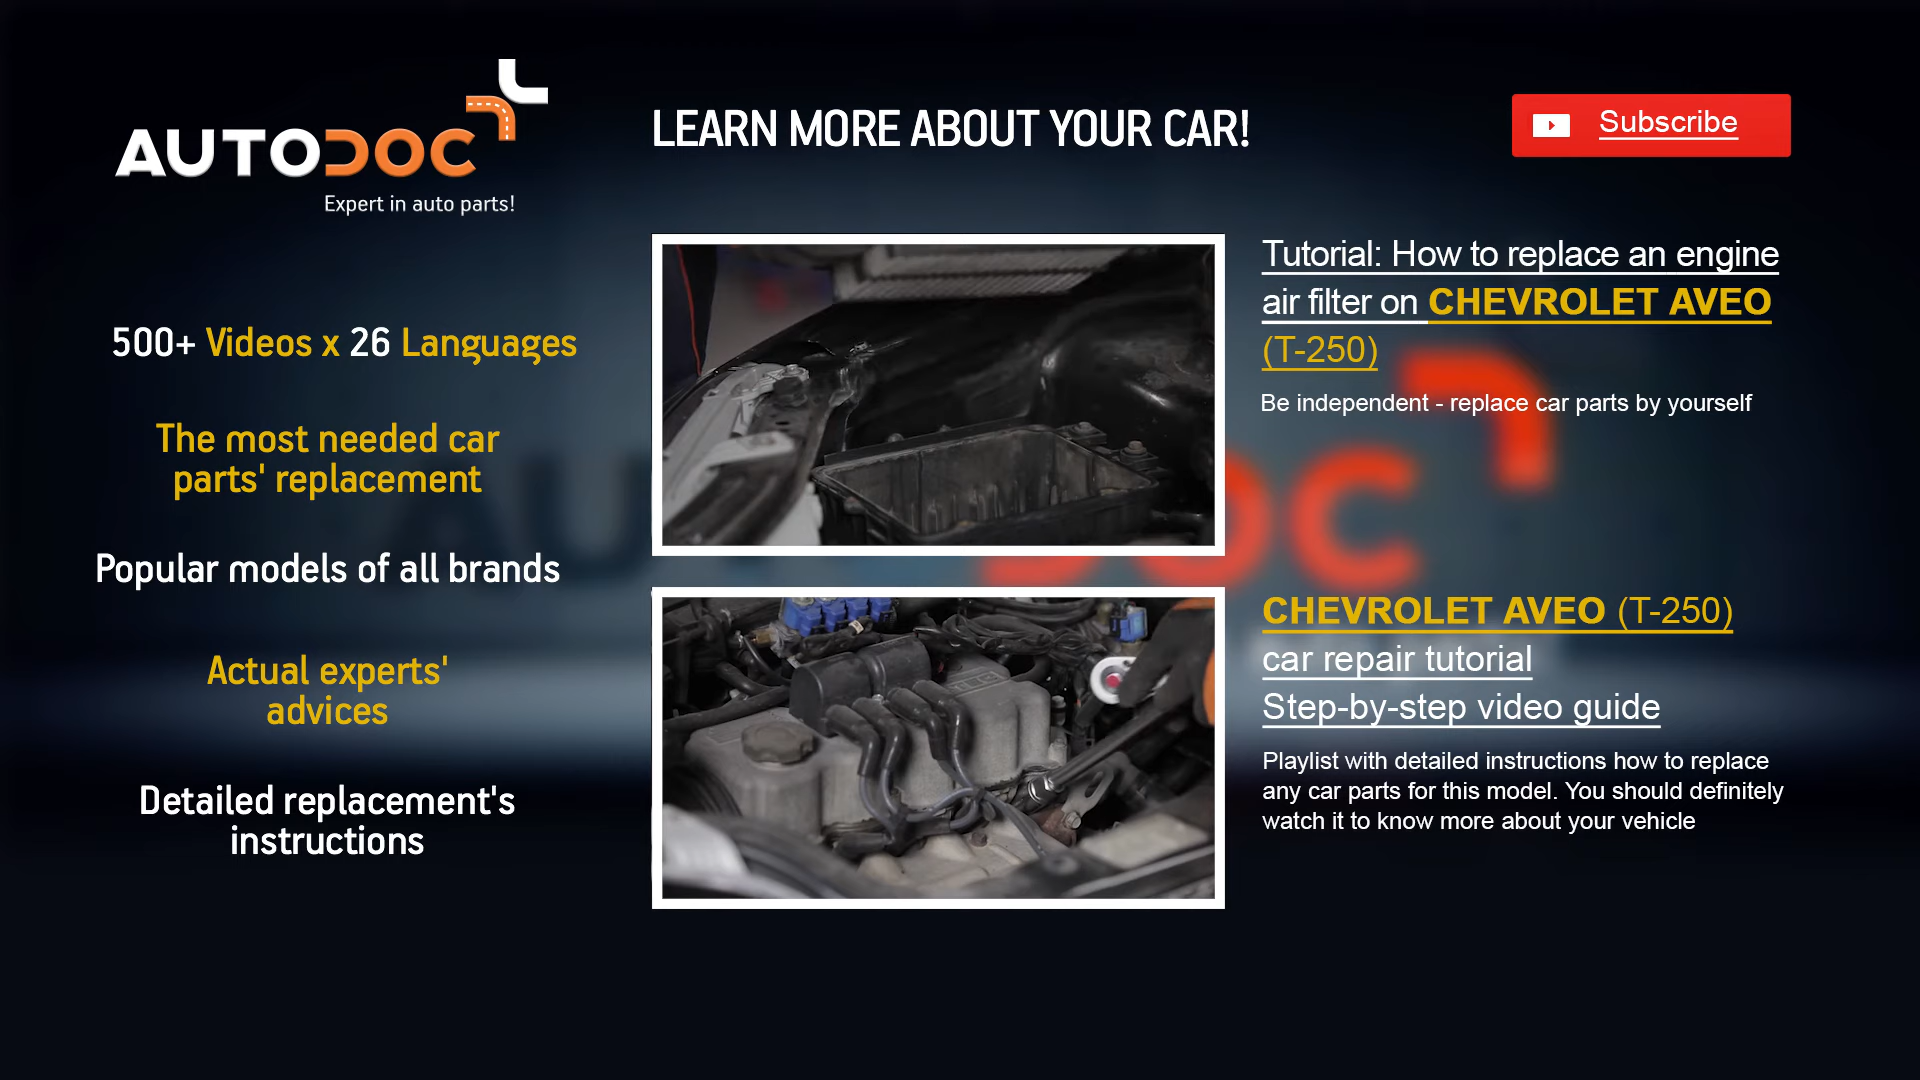 AUTODOC
Expert in auto parts!
LEARN MORE ABOUT YOUR CAR!
Subscribe
500+ Videos x 26 Languages
The most needed car
parts' replacement
Popular models of all brands
Actual experts'
advices
Detailed replacement's
instructions
Tutorial: How to replace an engine
air filter on CHEVROLET AVEO
(T-250)
Be independent - replace car parts by yourself
CHEVROLET AVEO (T-250)
car repair tutorial
Step-by-step video guide
Playlist with detailed instructions how to replace
any car parts for this model. You should definitely
watch it to know more about your vehicle